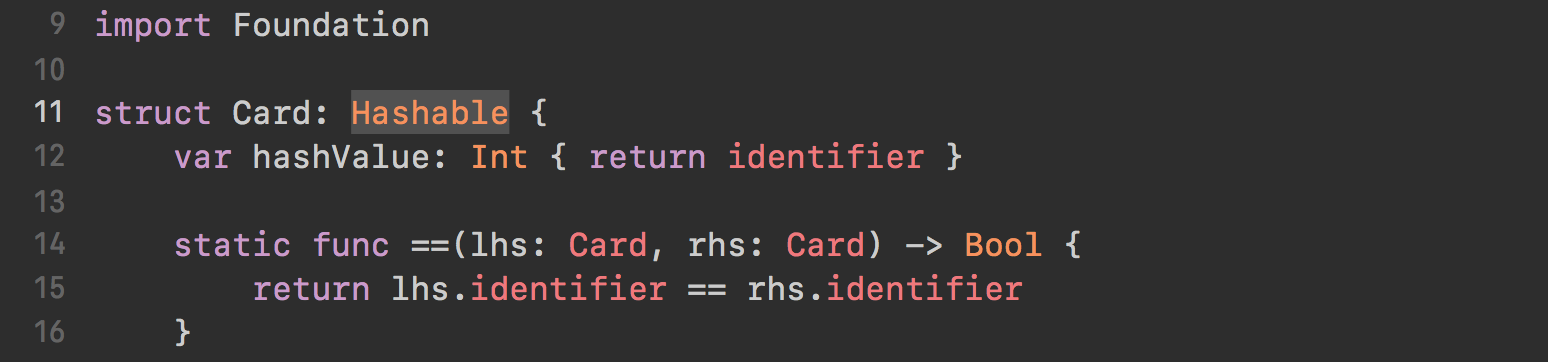 9 import Foundation
10
11 struct Card: Hashable {
12     var hashValue: Int { return identifier }
13
14     static func ==(lhs: Card, rhs: Card) -> Bool {
15         return lhs.identifier == rhs.identifier
16     }